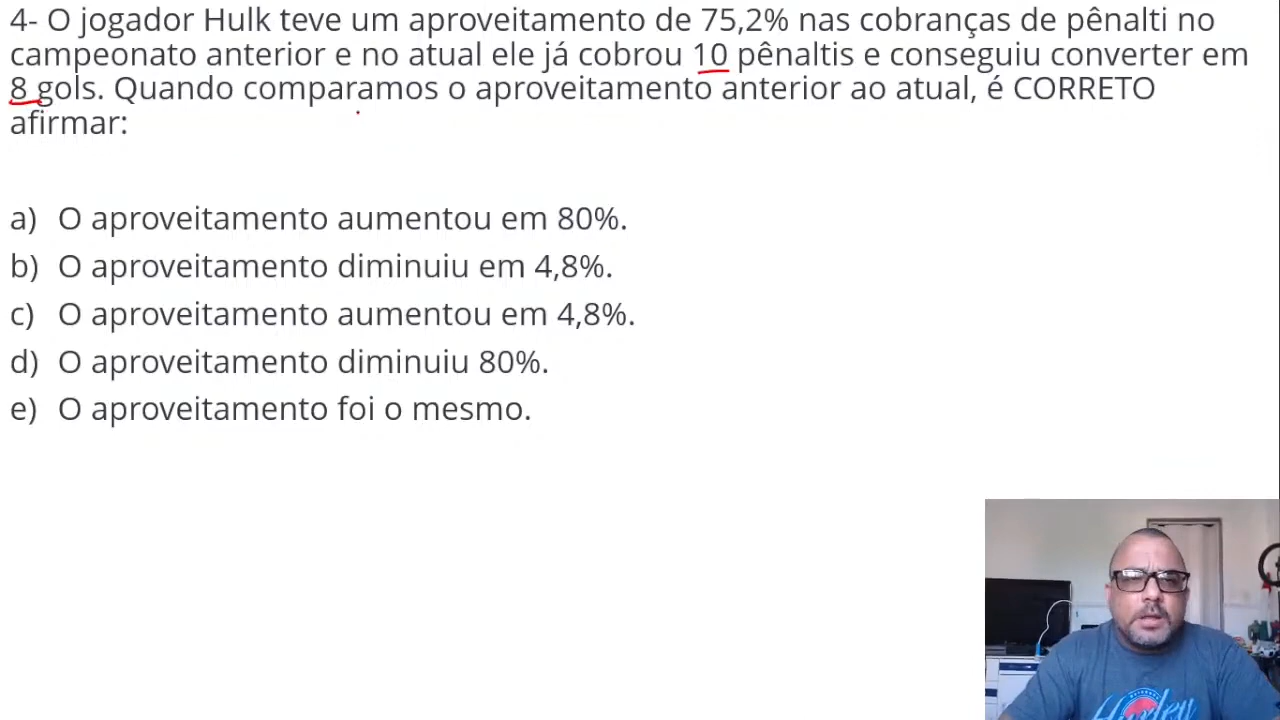 4- O jogador Hulk teve um aproveitamento de 75,2% nas cobranças de pênalti no
campeonato anterior e no atual ele já cobrou 10 pênaltis e conseguiu converter em
8 gols. Quando comparamos o aproveitamento anterior ao atual, é CORRETO
afirmar:
a) O aproveitamento aumentou em 80%.
b) O aproveitamento diminuiu em 4,8%.
c) O aproveitamento aumentou em 4,8%.
d) O aproveitamento diminuiu 80%.
e) O aproveitamento foi o mesmo.